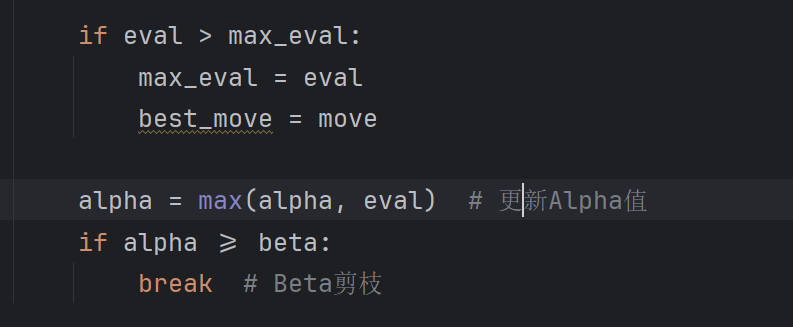 if eval > max_eval:
max_eval = eval
best_move = move
alpha = max(alpha, eval)  # 更新Alpha值
if alpha ⩾ beta:
break  # Beta剪枝